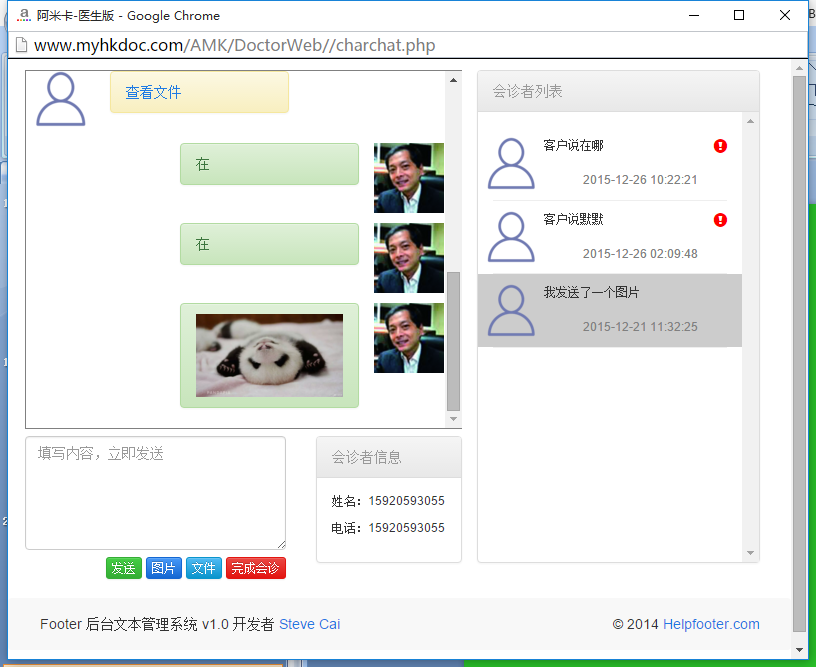 阿米卡-医生版 - Google Chrome
www.myhkdoc.com/AMK/DoctorWeb//charchat.php
查看文件
在
在
填写内容，立即发送
发送 图片 文件 完成会诊
会诊者信息
姓名：15920593055
电话：15920593055
会诊者列表
客户说在哪
2015-12-26 10:22:21
客户说默默
2015-12-26 02:09:48
我发送了一个图片
2015-12-21 11:32:25
Footer 后台文本管理系统 v1.0 开发者 Steve Cai
© 2014 Helpfooter.com